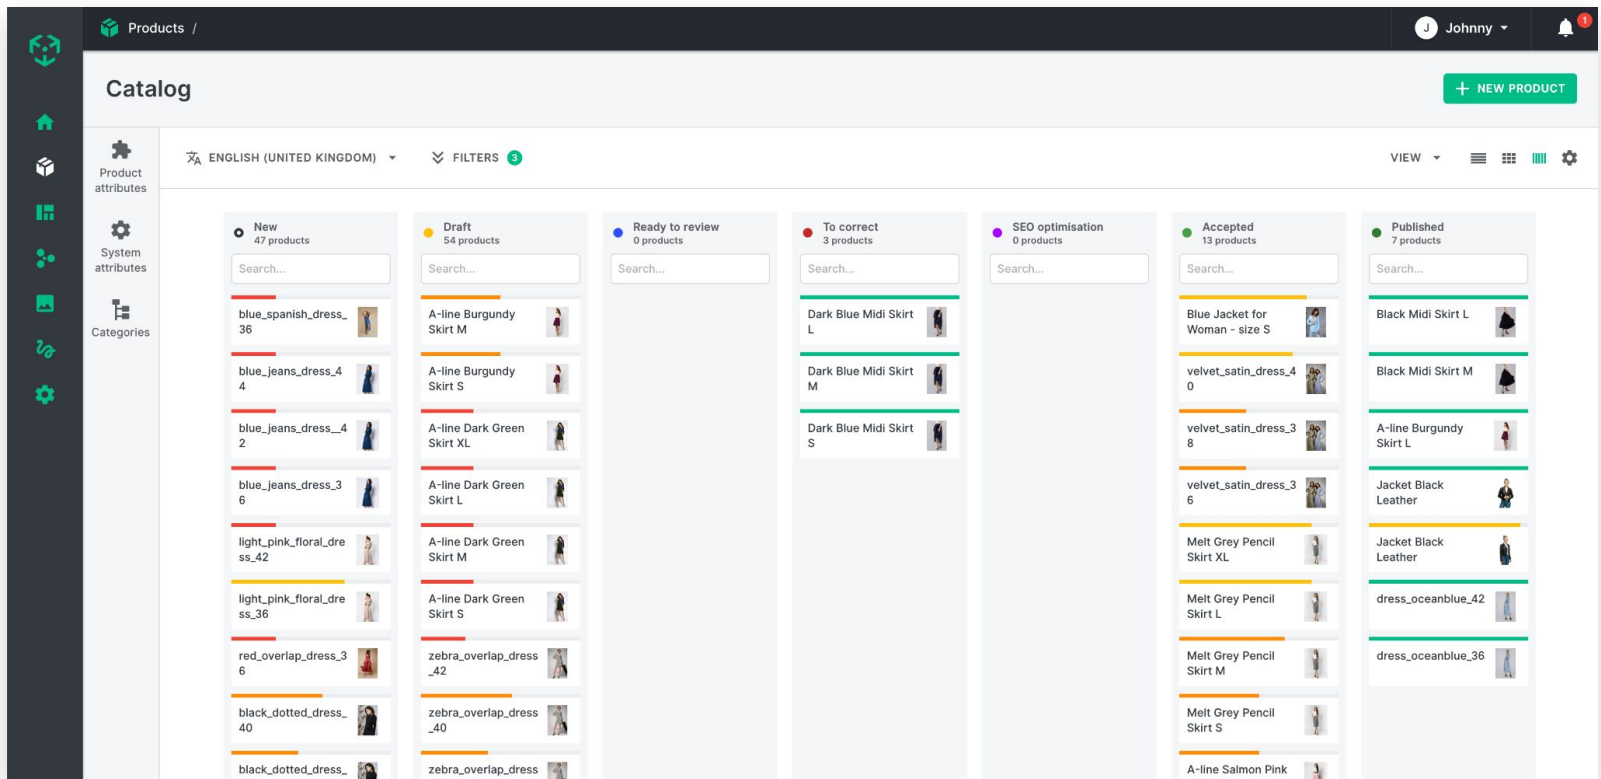 Products /
J Johnny
1
Catalog
+ NEW PRODUCT
Product
attributes
System
attributes
Categories
ENGLISH (UNITED KINGDOM)
FILTERS 3
VIEW
New
47 products
Search...
blue_spanish_dress_
36
blue_jeans_dress_4
4
blue_jeans_dress__4
2
blue_jeans_dress_3
6
light_pink_floral_dre
ss_42
light_pink_floral_dre
ss_36
red_overlap_dress_3
6
black_dotted_dress_
40
black_dotted_dress_
Draft
54 products
Search...
A-line Burgundy
Skirt M
A-line Burgundy
Skirt S
A-line Dark Green
Skirt XL
A-line Dark Green
Skirt L
A-line Dark Green
Skirt M
A-line Dark Green
Skirt S
zebra_overlap_dress
_42
zebra_overlap_dress
_40
zebra_overlap_dress
Ready to review
0 products
Search...
To correct
3 products
Search...
Dark Blue Midi Skirt
L
Dark Blue Midi Skirt
M
Dark Blue Midi Skirt
S
SEO optimisation
0 products
Search...
Accepted
13 products
Search...
Blue Jacket for
Woman - size S
velvet_satin_dress_4
0
velvet_satin_dress_3
8
velvet_satin_dress_3
6
Melt Grey Pencil
Skirt XL
Melt Grey Pencil
Skirt L
Melt Grey Pencil
Skirt M
Melt Grey Pencil
Skirt S
A-line Salmon Pink
Published
7 products
Search...
Black Midi Skirt L
Black Midi Skirt M
A-line Burgundy
Skirt L
Jacket Black
Leather
Jacket Black
Leather
dress_oceanblue_42
dress_oceanblue_36